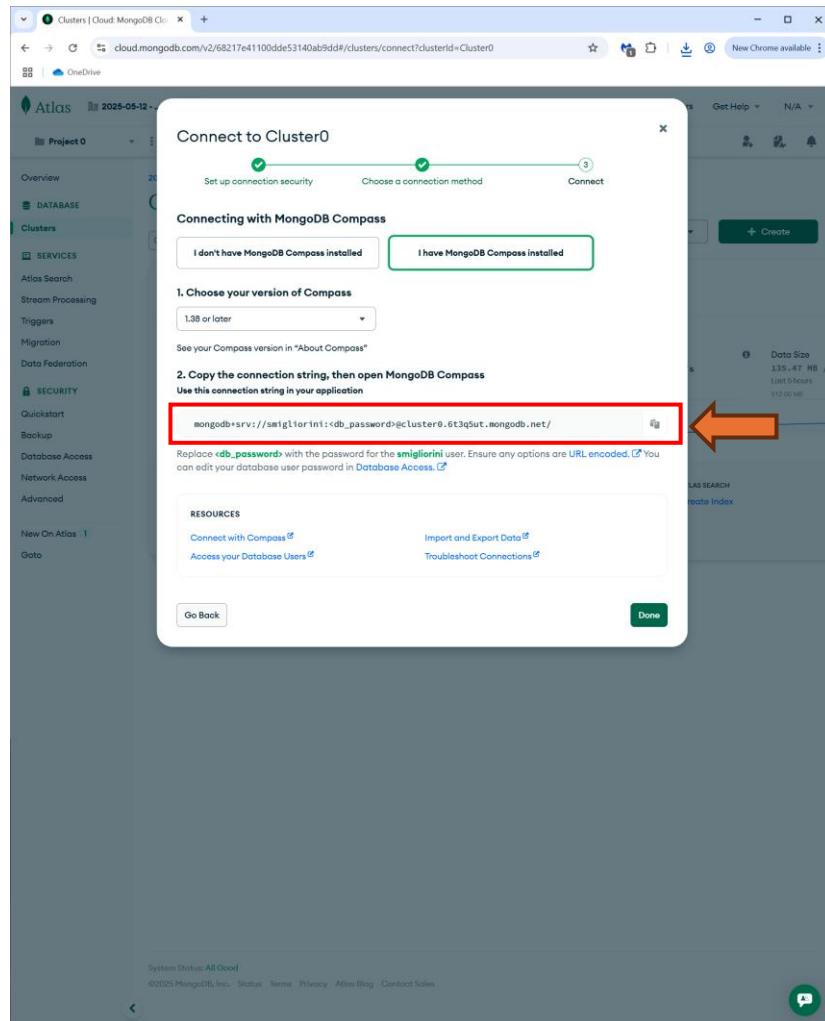 Clusters | Cloud: MongoDB Clo
cloud.mongodb.com/v2/68217e41100dde53140ab9dd#/clusters/connect?clusterId=Cluster0
New Chrome available
OneDrive
Atlas
2025-05-12 -
Get Help
N/A
Project 0
Connect to Cluster0
Set up connection security
Choose a connection method
3
Connect
Overview
DATABASE
Clusters
SERVICES
Atlas Search
Stream Processing
Triggers
Migration
Data Federation
SECURITY
Quickstart
Backup
Database Access
Network Access
Advanced
New On Atlas 1
Goto
+ Create
Connecting with MongoDB Compass
I don't have MongoDB Compass installed
I have MongoDB Compass installed
1. Choose your version of Compass
1.38 or later
See your Compass version in "About Compass"
2. Copy the connection string, then open MongoDB Compass
Use this connection string in your application
mongodb+srv://smigliorini:<db_password>@cluster0.6t3q5ut.mongodb.net/
Replace <db_password> with the password for the smigliorini user. Ensure any options are URL encoded. You
can edit your database user password in Database Access.
RESOURCES
Connect with Compass
Import and Export Data
Access your Database Users
Troubleshoot Connections
Go Back
Done
Data Size
135.47 MB
Last 5 hours
512.00 MB
ATLAS SEARCH
Create Index
System Status: All Good
©2025 MongoDB, Inc. Status Terms Privacy Atlas Blog Contact Sales